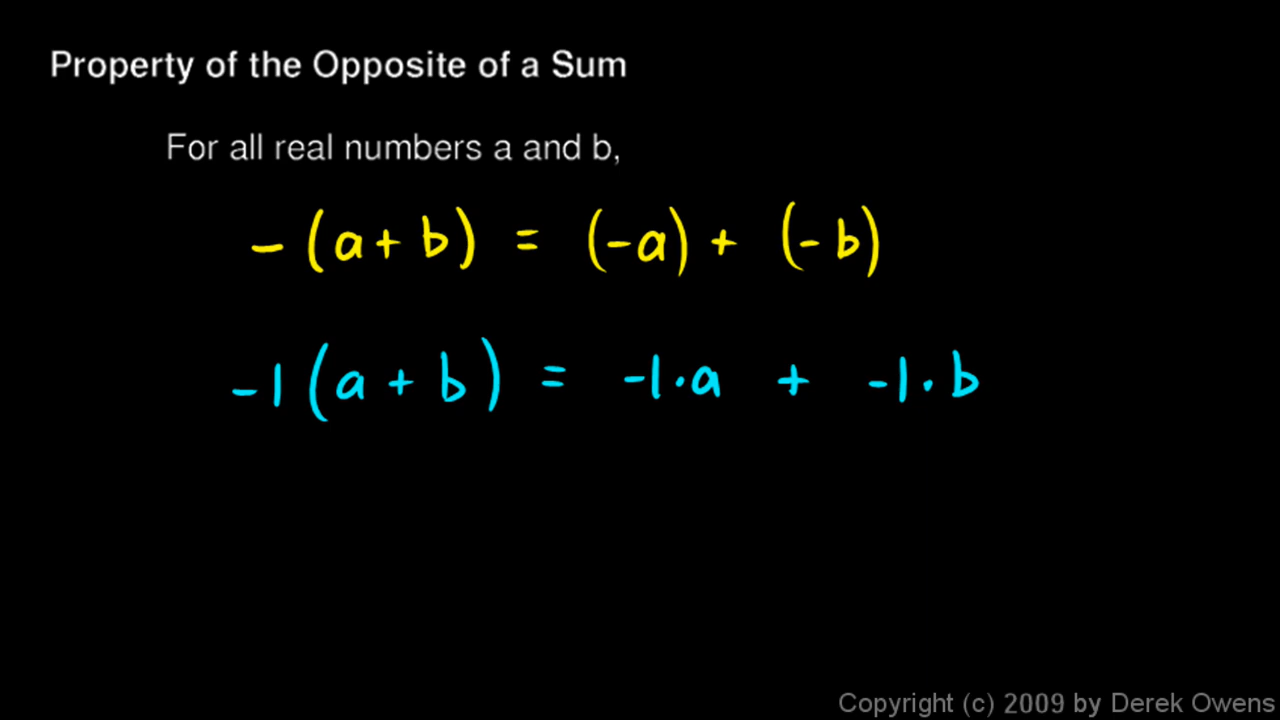 Property of the Opposite of a Sum
For all real numbers a and b,
- (a + b) = (-a) + (-b)
-1 (a + b) = -1 · a + -1 · b
Copyright (c) 2009 by Derek Owens